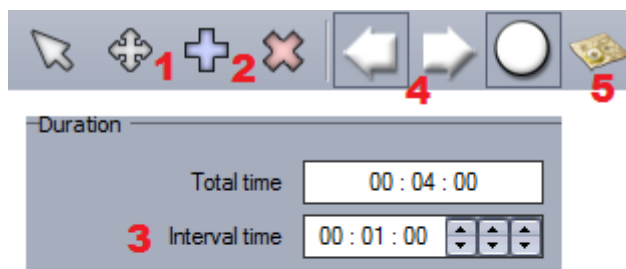 1 2 4 5
Duration
Total time 00 : 04 : 00
3 Interval time 00 : 01 : 00